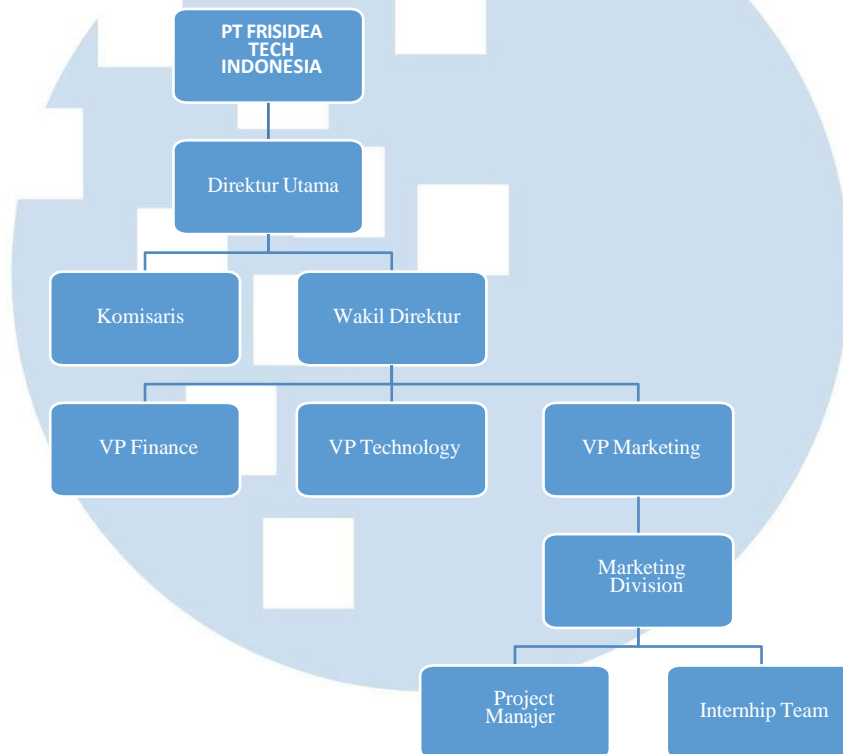 PT FRISIDEA
TECH
INDONESIA
Direktur Utama
Komisaris
Wakil Direktur
VP Finance
VP Technology
VP Marketing
Marketing
Division
Project
Manajer
Internhip Team